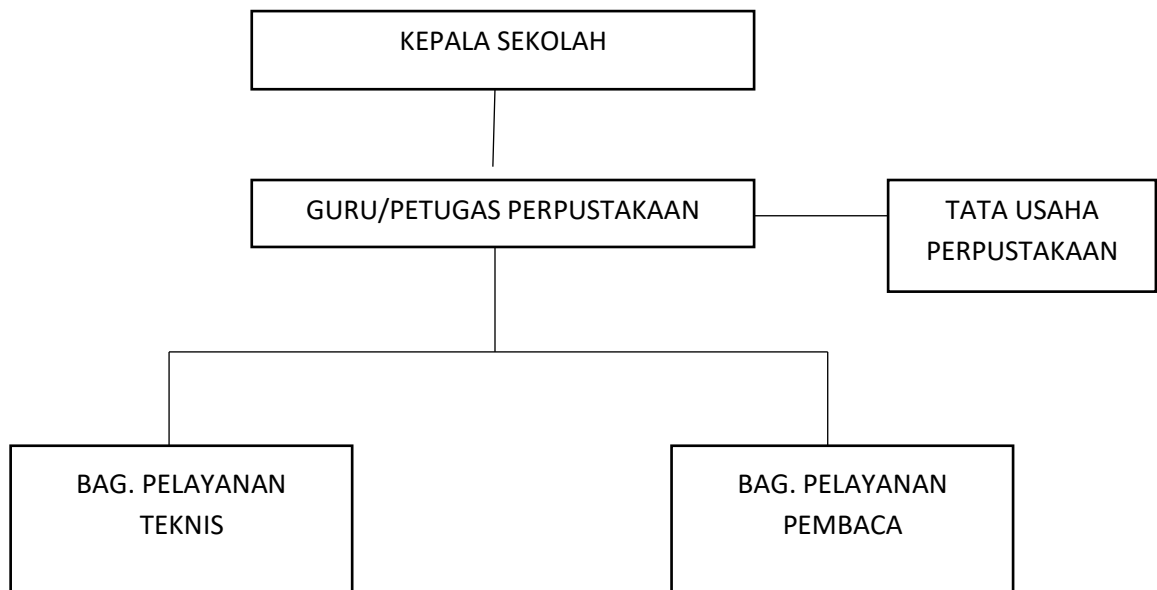 KEPALA SEKOLAH
GURU/PETUGAS PERPUSTAKAAN
TATA USAHA
PERPUSTAKAAN
BAG. PELAYANAN
TEKNIS
BAG. PELAYANAN
PEMBACA